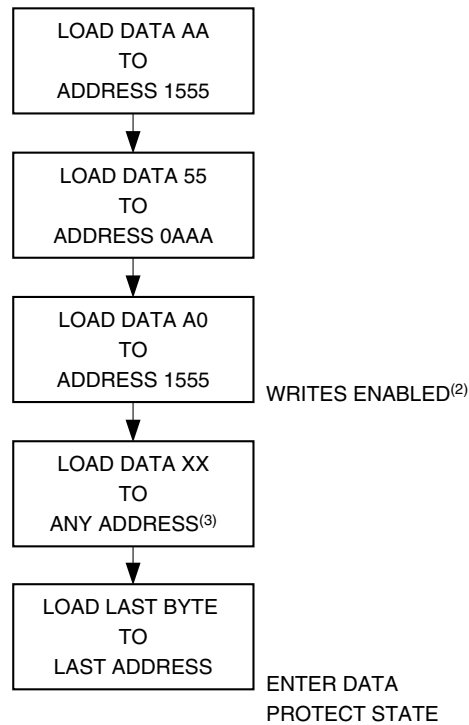 LOAD DATA AA
TO
ADDRESS 1555
LOAD DATA 55
TO
ADDRESS 0AAA
LOAD DATA A0
TO
ADDRESS 1555
WRITES ENABLED(2)
LOAD DATA XX
TO
ANY ADDRESS(3)
LOAD LAST BYTE
TO
LAST ADDRESS
ENTER DATA
PROTECT STATE